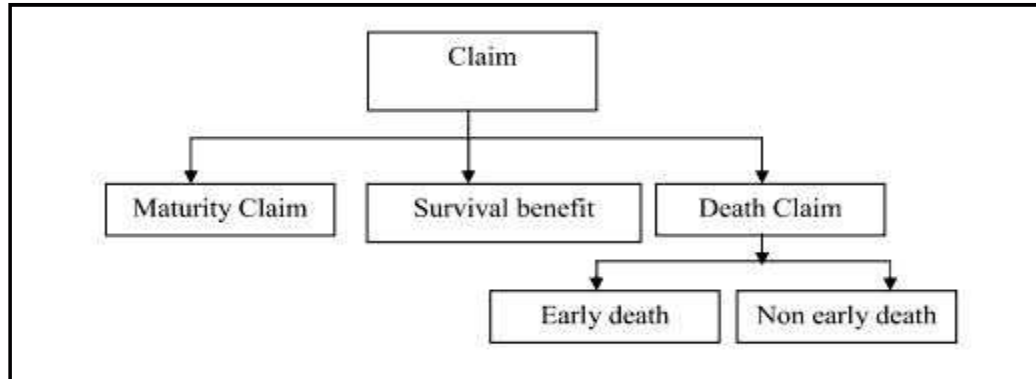 Claim
Maturity Claim
Survival benefit
Death Claim
Early death
Non early death